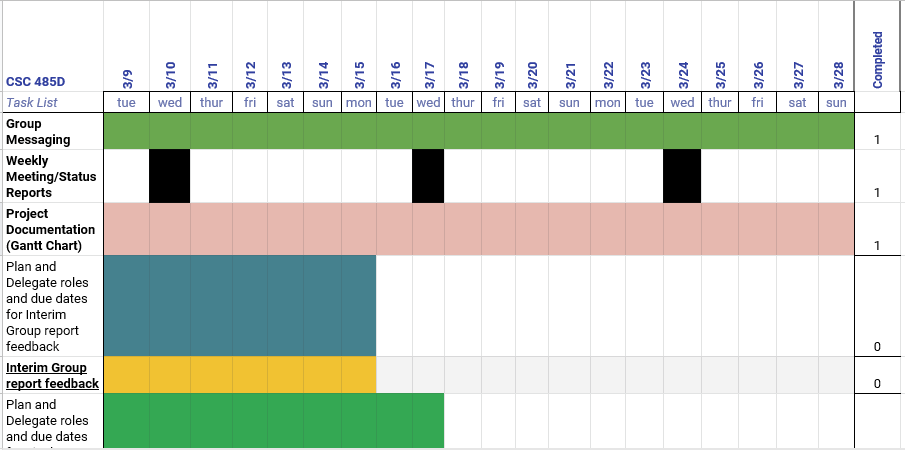 CSC 485D 3/9 3/10 3/11 3/12 3/13 3/14 3/15 3/16 3/17 3/18 3/19 3/20 3/21 3/22 3/23 3/24 3/25 3/26 3/27 3/28 Completed
Task List tue wed thur fri sat sun mon tue wed thur fri sat sun mon tue wed thur fri sat sun
Group
Messaging 1
Weekly
Meeting/Status
Reports 1
Project
Documentation
(Gantt Chart) 1
Plan and
Delegate roles
and due dates
for Interim
Group report
feedback 0
Interim Group
report feedback 0
Plan and
Delegate roles
and due dates